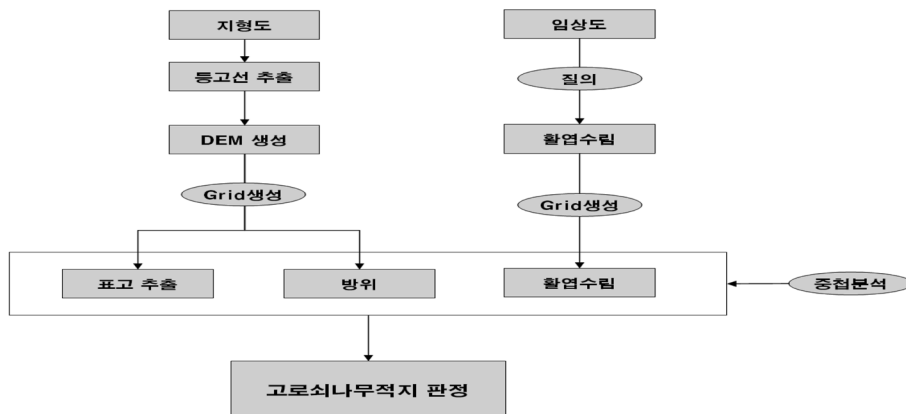 지형도
임상도
등고선 추출
질의
DEM 생성
활엽수림
Grid생성
Grid생성
표고 추출
방위
활엽수림
중첩분석
고로쇠나무적지 판정